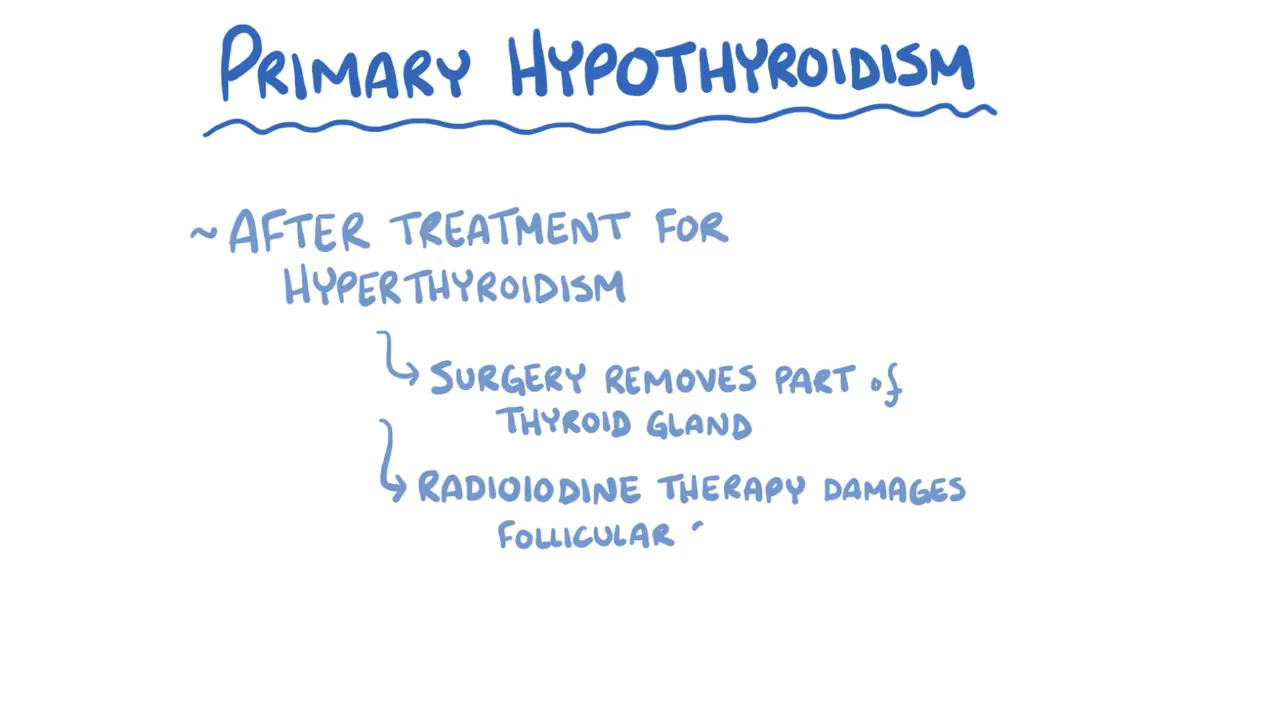 PRIMARY HYPOTHYROIDISM
~ AFTER TREATMENT FOR
HYPERTHYROIDISM
SURGERY REMOVES PART of
THYROID GLAND
RADIOIODINE THERAPY DAMAGES
FOLLICULAR